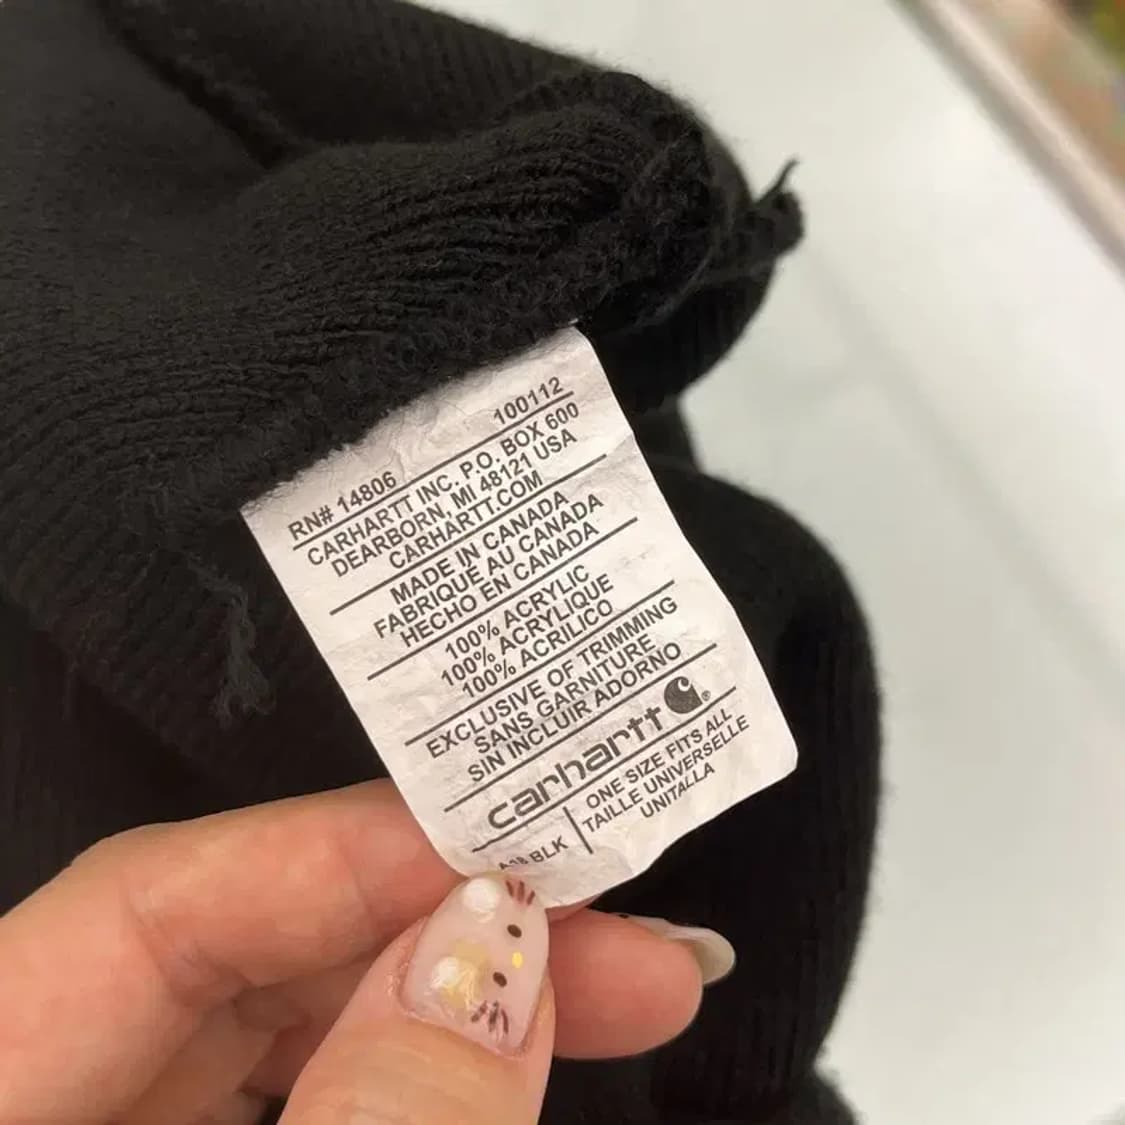 100112
RN# 14806
CARHARTT INC. P.O. BOX 600
DEARBORN, MI 48121 USA
CARHARTT.COM
MADE IN CANADA
FABRIQUE AU CANADA
HECHO EN CANADA
100% ACRYLIC
100% ACRYLIQUE
100% ACRILICO
EXCLUSIVE OF TRIMMING
SANS GARNITURE
SIN INCLUIR ADORNO
carhartt®
ONE SIZE FITS ALL
TAILLE UNIVERSELLE
UNITALLA
BLK